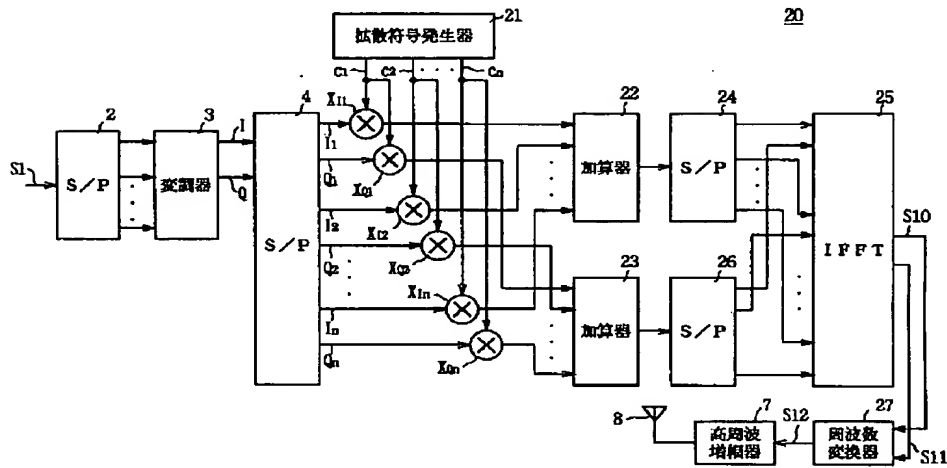 21
20
拡散符号発生器
C1
C2
Cn
2
3
I
4
XI1
22
24
25
S1
S/P
変調器
Q
S/P
I1
Q1
XQ1
加算器
S/P
IFFT
I2
XI2
Q2
XQ2
S10
23
26
XIn
In
加算器
S/P
Qn
XQn
8
7
27
高周波
増幅器
S12
周波数
変換器
S11